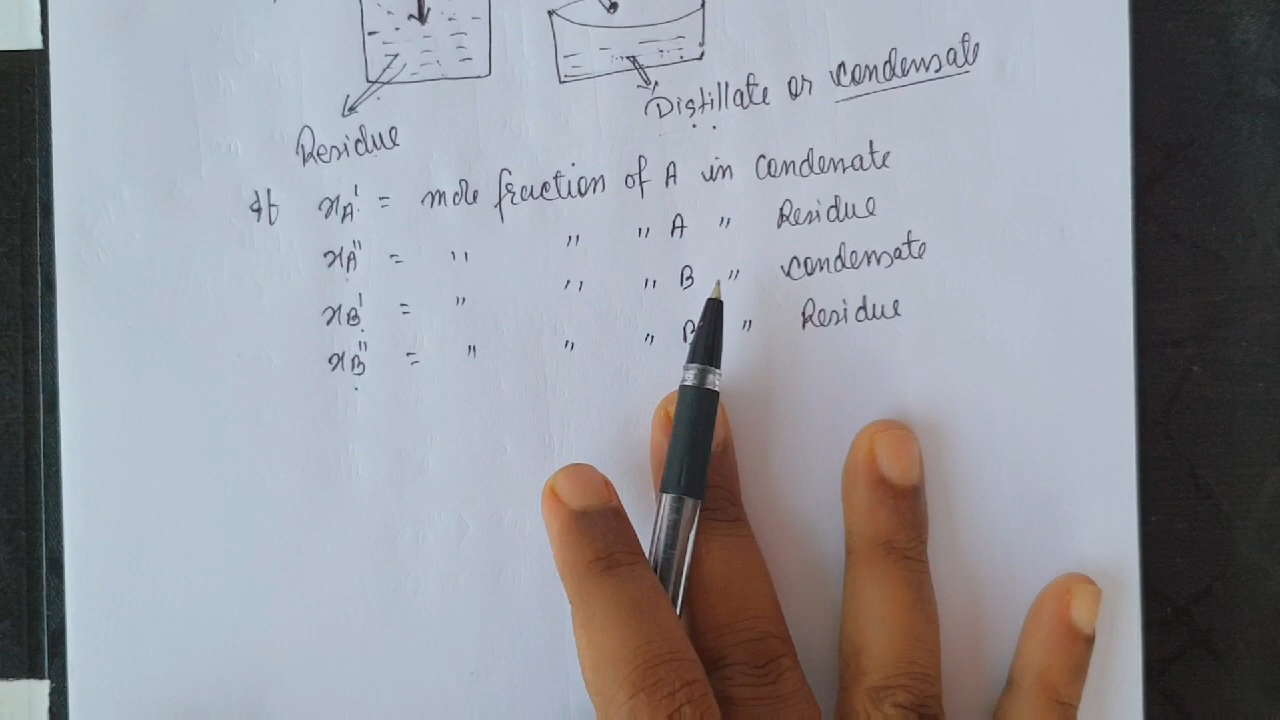 Distillate or condensate
Residue
If xA' = mole fraction of A in condensate
xA'' = " " " A " Residue
xB' = " " " B " condensate
xB'' = " " " B " Residue